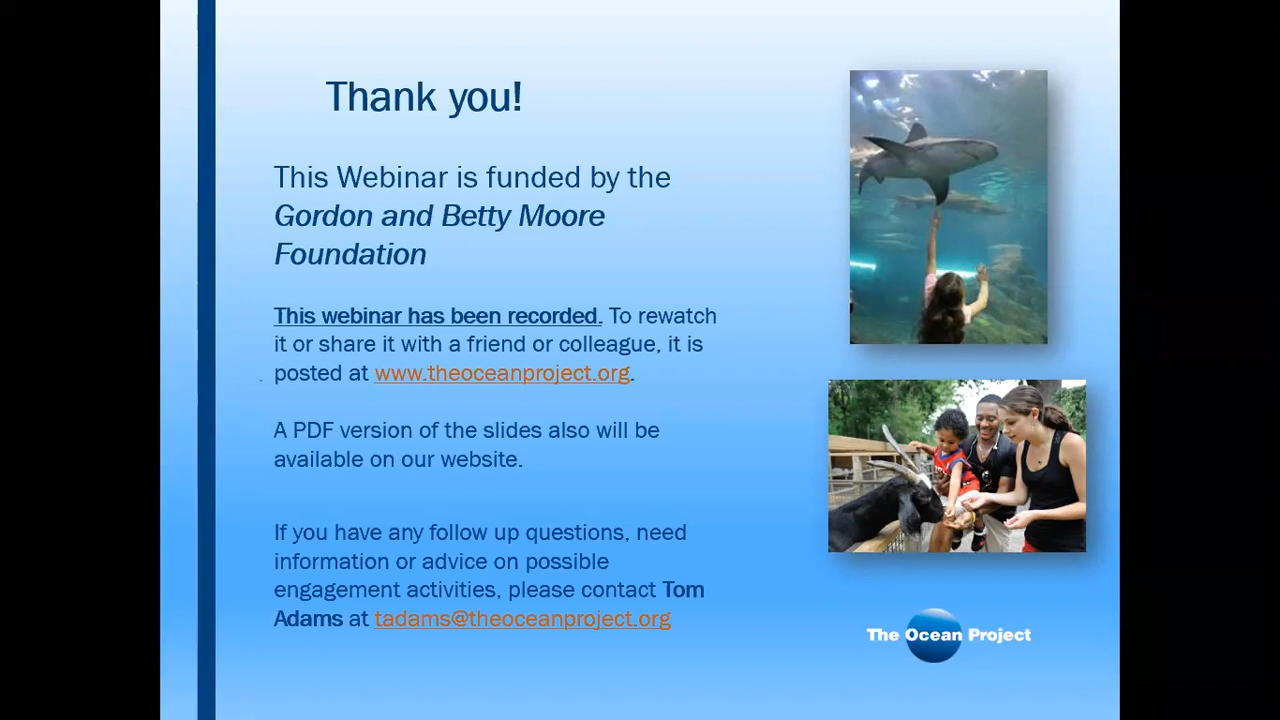 Thank you!
This Webinar is funded by the
Gordon and Betty Moore
Foundation
This webinar has been recorded. To rewatch
it or share it with a friend or colleague, it is
posted at www.theoceanproject.org.
A PDF version of the slides also will be
available on our website.
If you have any follow up questions, need
information or advice on possible
engagement activities, please contact Tom
Adams at tadams@theoceanproject.org
The Ocean Project